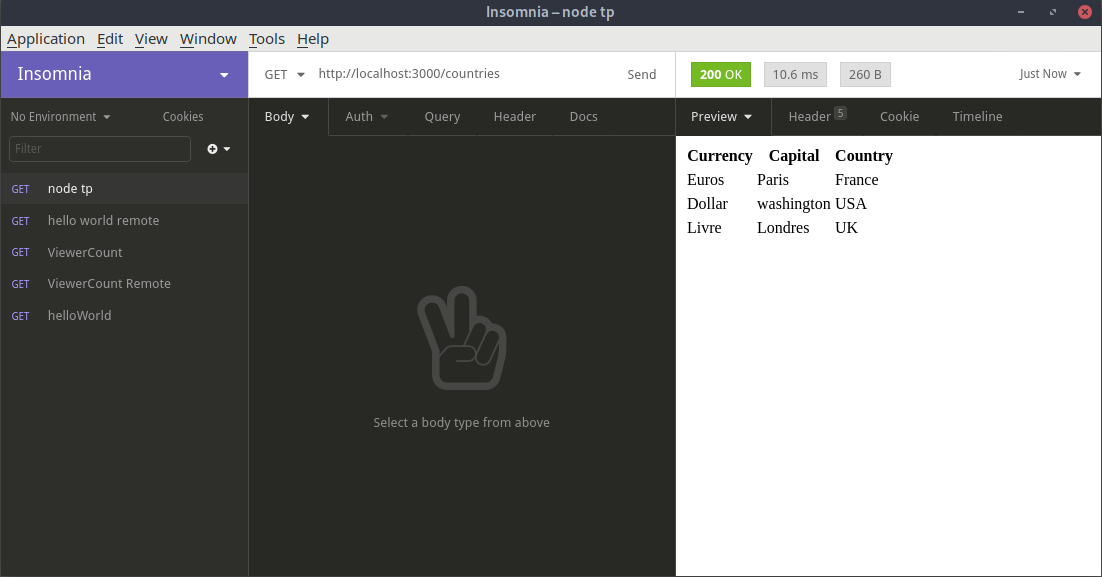 Insomnia – node tp
Application Edit View Window Tools Help
Insomnia
GET http://localhost:3000/countries Send
200 OK 10.6 ms 260 B Just Now
No Environment Cookies
Body Auth Query Header Docs
Preview Header 5 Cookie Timeline
Filter
GET node tp
GET hello world remote
GET ViewerCount
GET ViewerCount Remote
GET helloWorld
Select a body type from above
Currency Capital Country
Euros Paris France
Dollar washington USA
Livre Londres UK